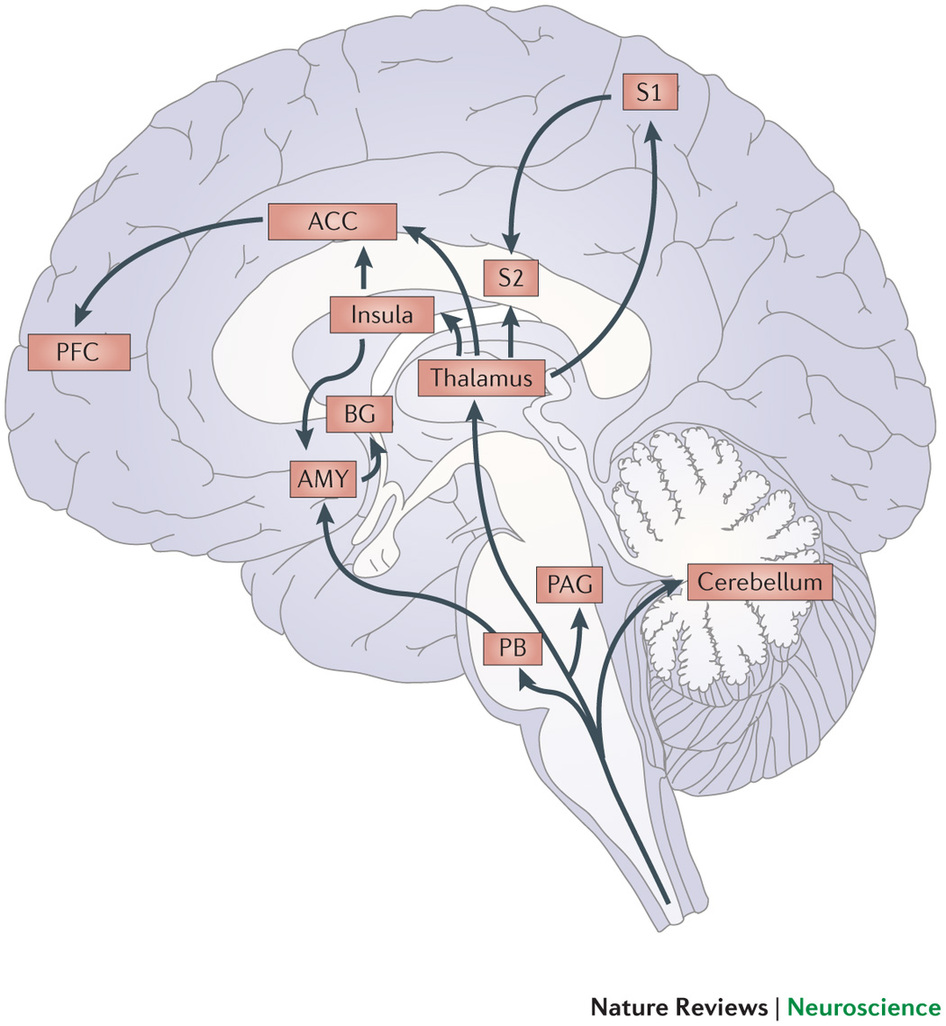 S1
ACC
S2
Insula
PFC
Thalamus
BG
AMY
PAG
Cerebellum
PB
Nature Reviews | Neuroscience